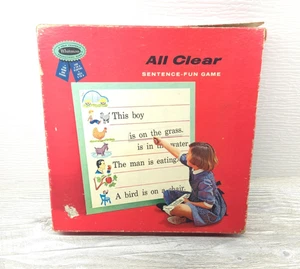 Whitman
All Clear
SENTENCE-FUN GAME
This boy
is on the grass.
is in water.
The man is eating.
A bird is on a chair.